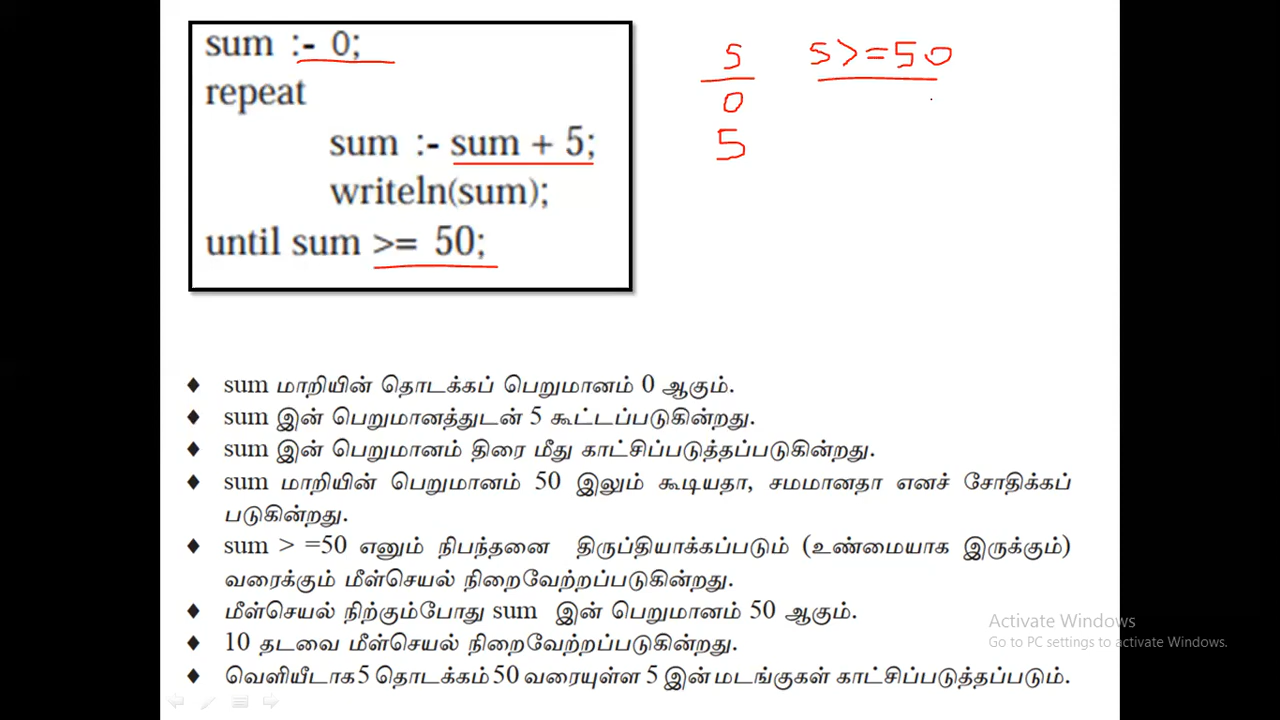 sum :- 0;
repeat
sum :- sum + 5;
writeln(sum);
until sum >= 50;
s s>=50
0
5
♦ sum மாறியின் தொடக்கப் பெறுமானம் 0 ஆகும்.
♦ sum இன் பெறுமானத்துடன் 5 கூட்டப்படுகின்றது.
♦ sum இன் பெறுமானம் திரை மீது காட்சிப்படுத்தப்படுகின்றது.
♦ sum மாறியின் பெறுமானம் 50 இலும் கூடியதா, சமமானதா எனச் சோதிக்கப்
படுகின்றது.
♦ sum > =50 எனும் நிபந்தனை திருப்தியாக்கப்படும் (உண்மையாக இருக்கும்)
வரைக்கும் மீள்செயல் நிறைவேற்றப்படுகின்றது.
♦ மீள்செயல் நிற்கும்போது sum இன் பெறுமானம் 50 ஆகும்.
♦ 10 தடவை மீள்செயல் நிறைவேற்றப்படுகின்றது.
♦ வெளியீடாக 5 தொடக்கம் 50 வரையுள்ள 5 இன் மடங்குகள் காட்சிப்படுத்தப்படும்.
Activate Windows
Go to PC settings to activate Windows.